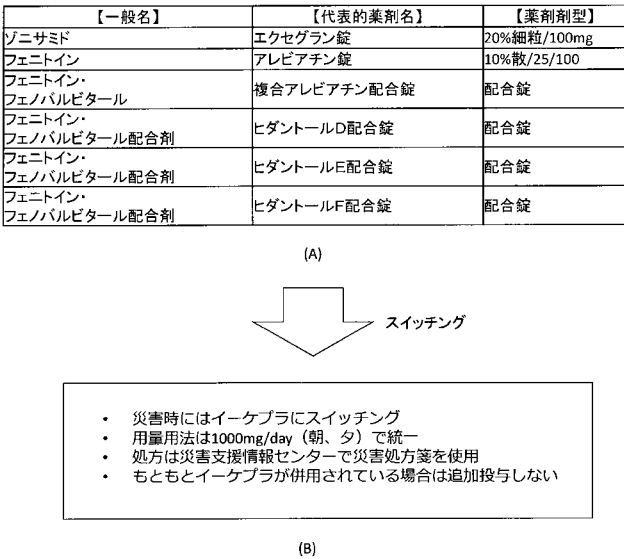 【一般名】 【代表的薬剤名】 【薬剤剤型】
ゾニサミド エクセグラン錠 20%細粒/100mg
フェニトイン アレビアチン錠 10%散/25/100
フェニトイン・
フェノバルビタール 複合アレビアチン配合錠 配合錠
フェニトイン・
フェノバルビタール配合剤 ヒダントールD配合錠 配合錠
フェニトイン・
フェノバルビタール配合剤 ヒダントールE配合錠 配合錠
フェニトイン・
フェノバルビタール配合剤 ヒダントールF配合錠 配合錠
(A)
スイッチング
・ 災害時にはイーケプラにスイッチング
・ 用量用法は1000mg/day（朝、夕）で統一
・ 処方は災害支援情報センターで災害処方箋を使用
・ もともとイーケプラが併用されている場合は追加投与しない
(B)